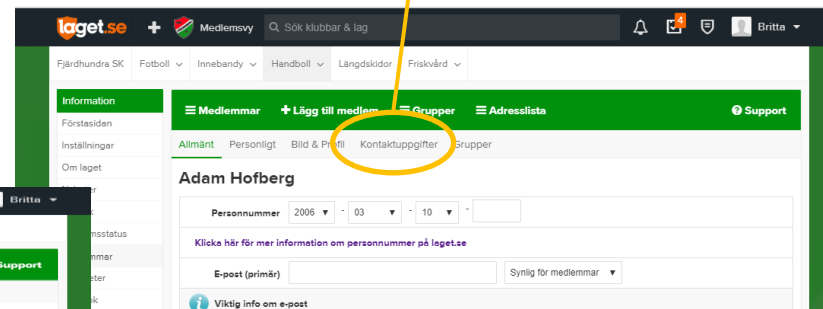 laget.se + Medlemsvy Sök klubbar & lag 4 Britta
Fjärdhundra SK Fotboll Innebandy Handboll Längdskidor Friskvård
Information
Förstasidan
Inställningar
Om laget
Medlemmar + Lägg till medlem Grupper Adresslista ? Support
Allmänt Personligt Bild & Profil Kontaktuppgifter Grupper
Adam Hofberg
Personnummer 2006 - 03 - 10 -
Klicka här för mer information om personnummer på laget.se
E-post (primär) Synlig för medlemmar
i Viktig info om e-post
Britta
Support